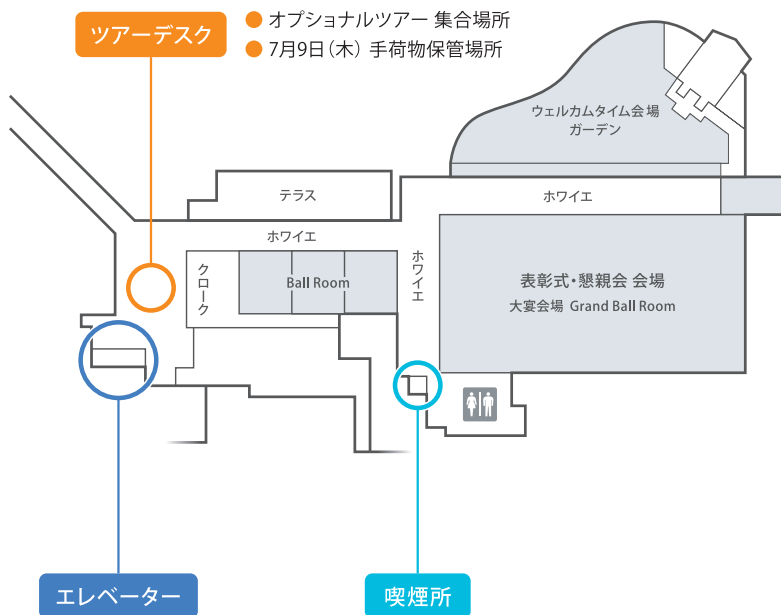 ツアーデスク
● オプショナルツアー 集合場所
● 7月9日(木) 手荷物保管場所
ウェルカムタイム会場
ガーデン
テラス
ホワイエ
ホワイエ
ホワイエ
クローク
Ball Room
表彰式・懇親会 会場
大宴会場 Grand Ball Room
エレベーター
喫煙所